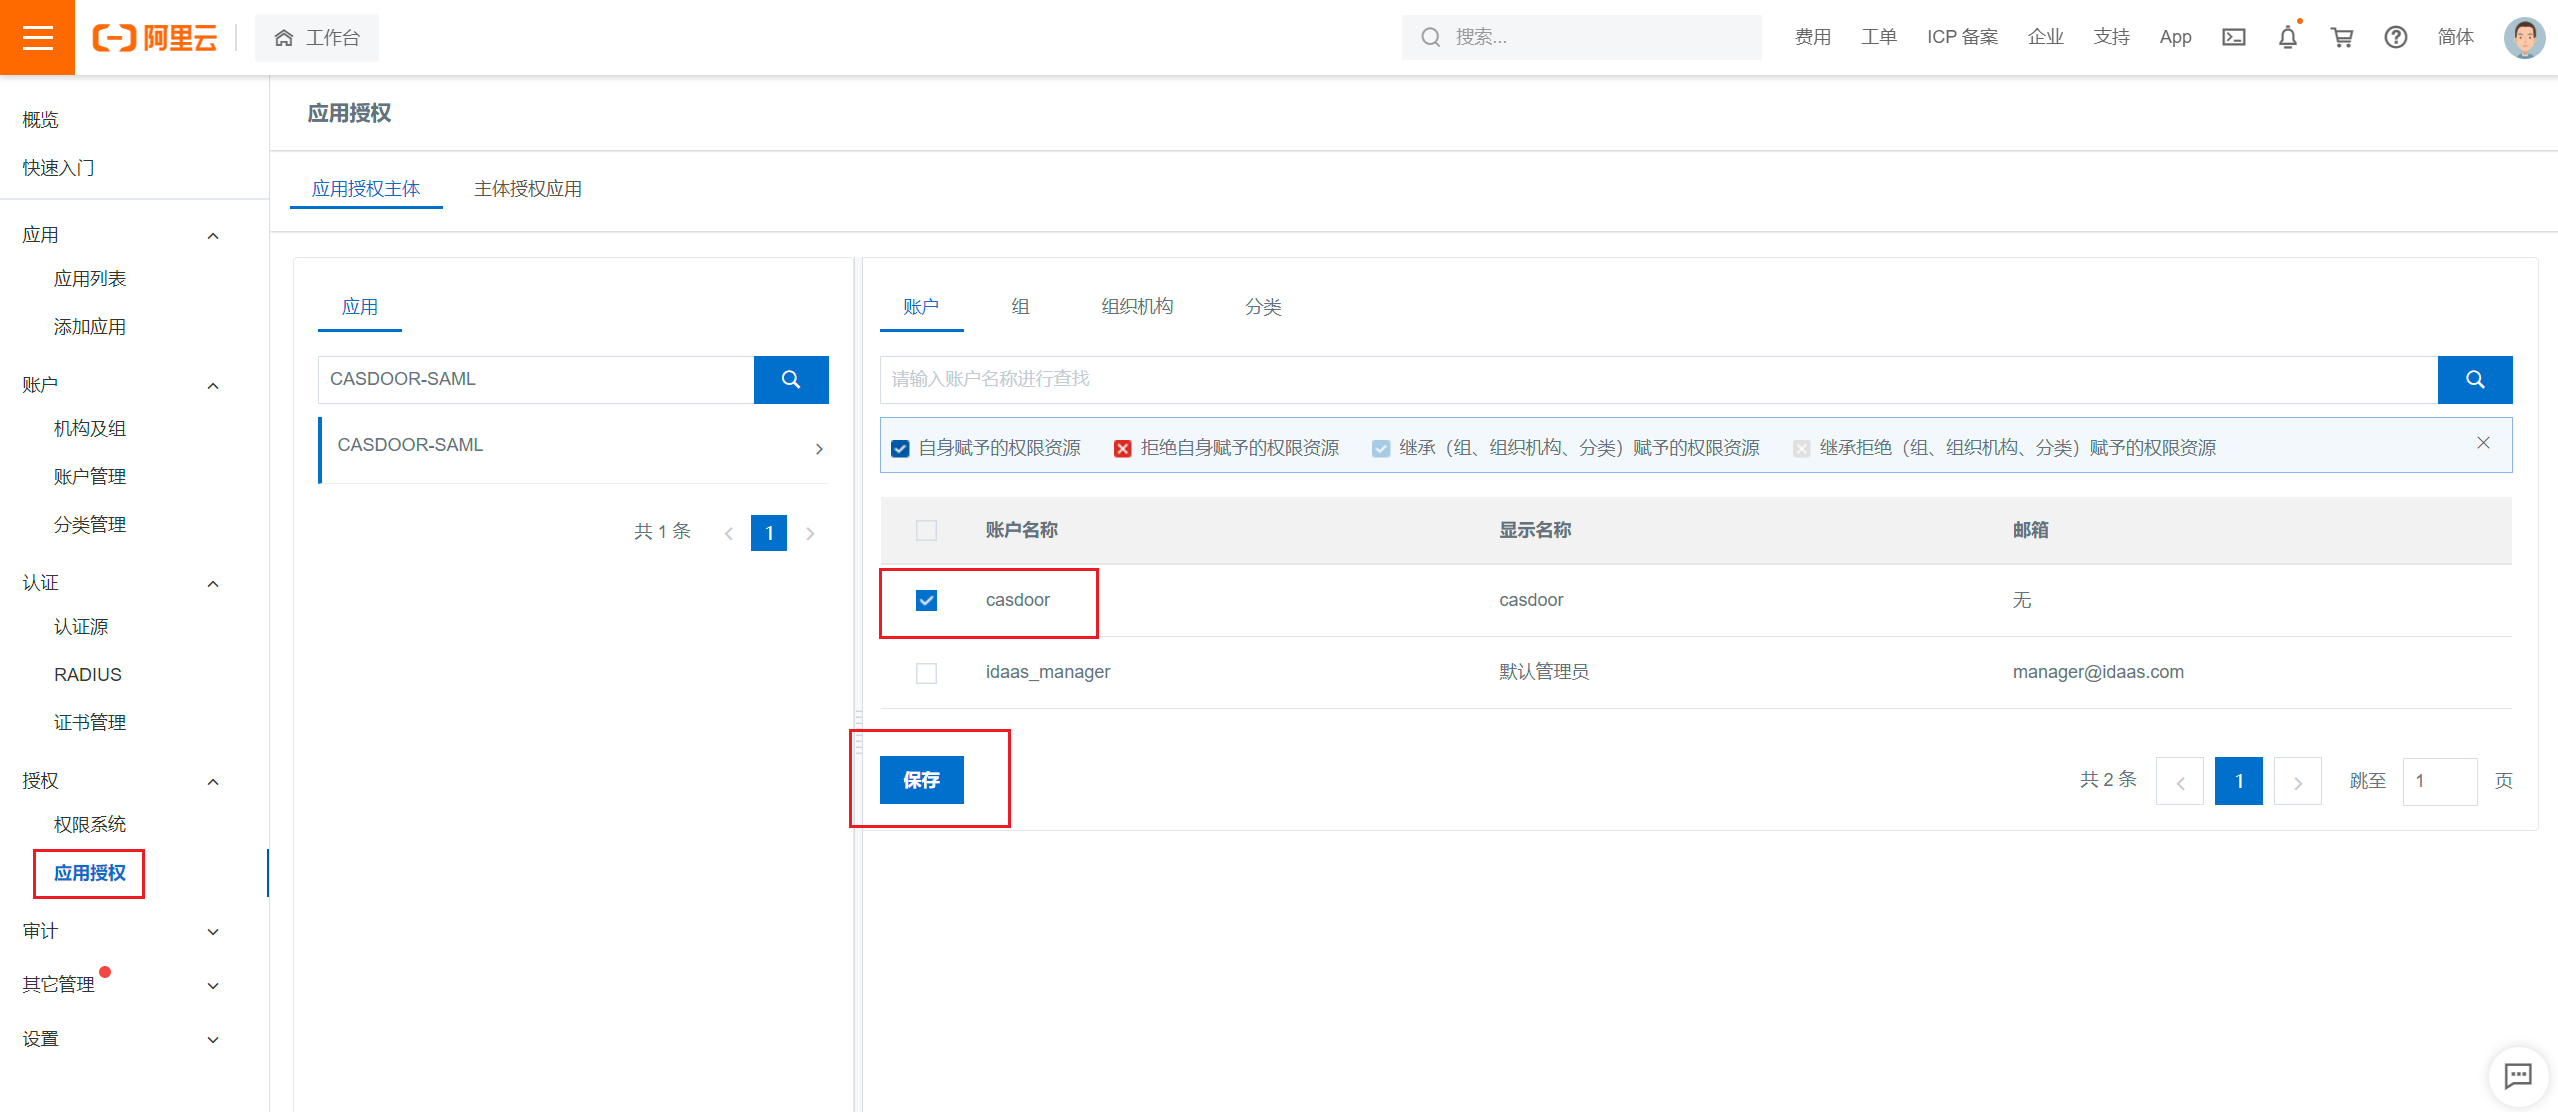 阿里云
工作台
搜索...
费用
工单
ICP 备案
企业
支持
App
简体
概览
快速入门
应用
应用列表
添加应用
账户
机构及组
账户管理
分类管理
认证
认证源
RADIUS
证书管理
授权
权限系统
应用授权
审计
其它管理
设置
应用授权
应用授权主体
主体授权应用
应用
CASDOOR-SAML
CASDOOR-SAML
共 1 条
1
账户
组
组织机构
分类
请输入账户名称进行查找
自身赋予的权限资源
拒绝自身赋予的权限资源
继承（组、组织机构、分类）赋予的权限资源
继承拒绝（组、组织机构、分类）赋予的权限资源
账户名称
显示名称
邮箱
casdoor
casdoor
无
idaas_manager
默认管理员
manager@idaas.com
保存
共 2 条
1
跳至
1
页